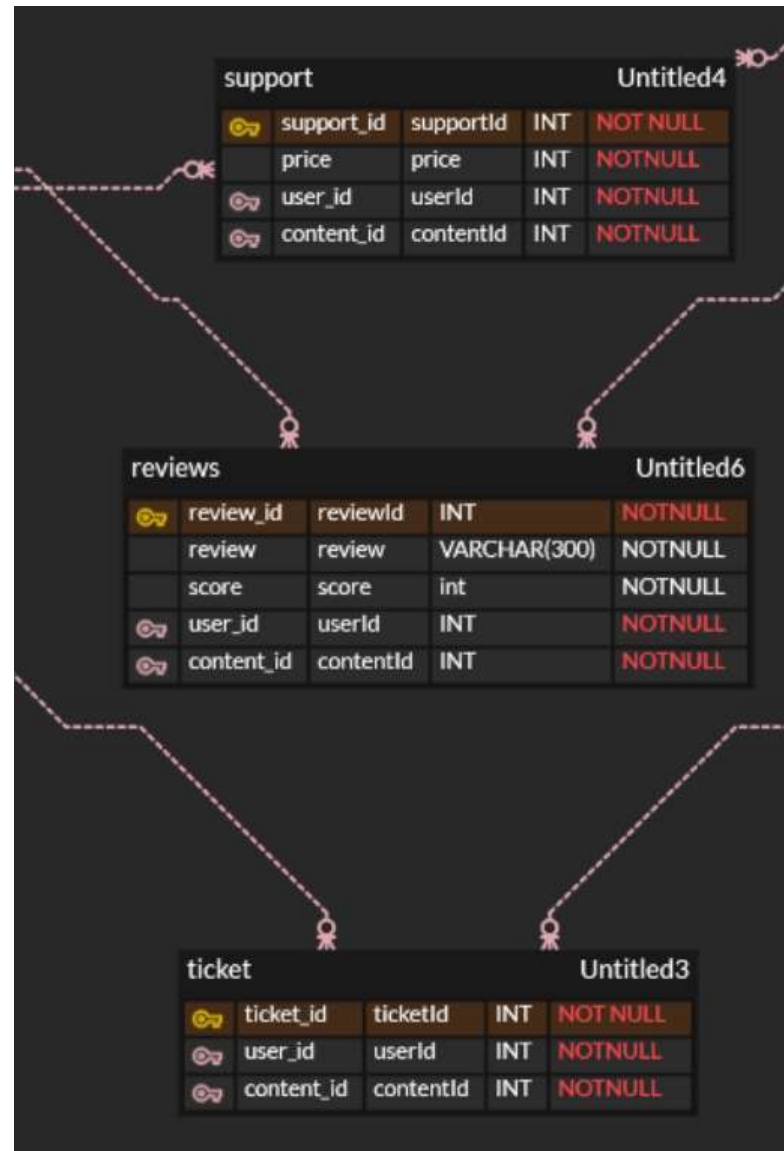 support Untitled4
support_id supportId INT NOT NULL
price price INT NOTNULL
user_id userId INT NOTNULL
content_id contentId INT NOTNULL
reviews Untitled6
review_id reviewId INT NOTNULL
review review VARCHAR(300) NOTNULL
score score int NOTNULL
user_id userId INT NOTNULL
content_id contentId INT NOTNULL
ticket Untitled3
ticket_id ticketId INT NOT NULL
user_id userId INT NOTNULL
content_id contentId INT NOTNULL